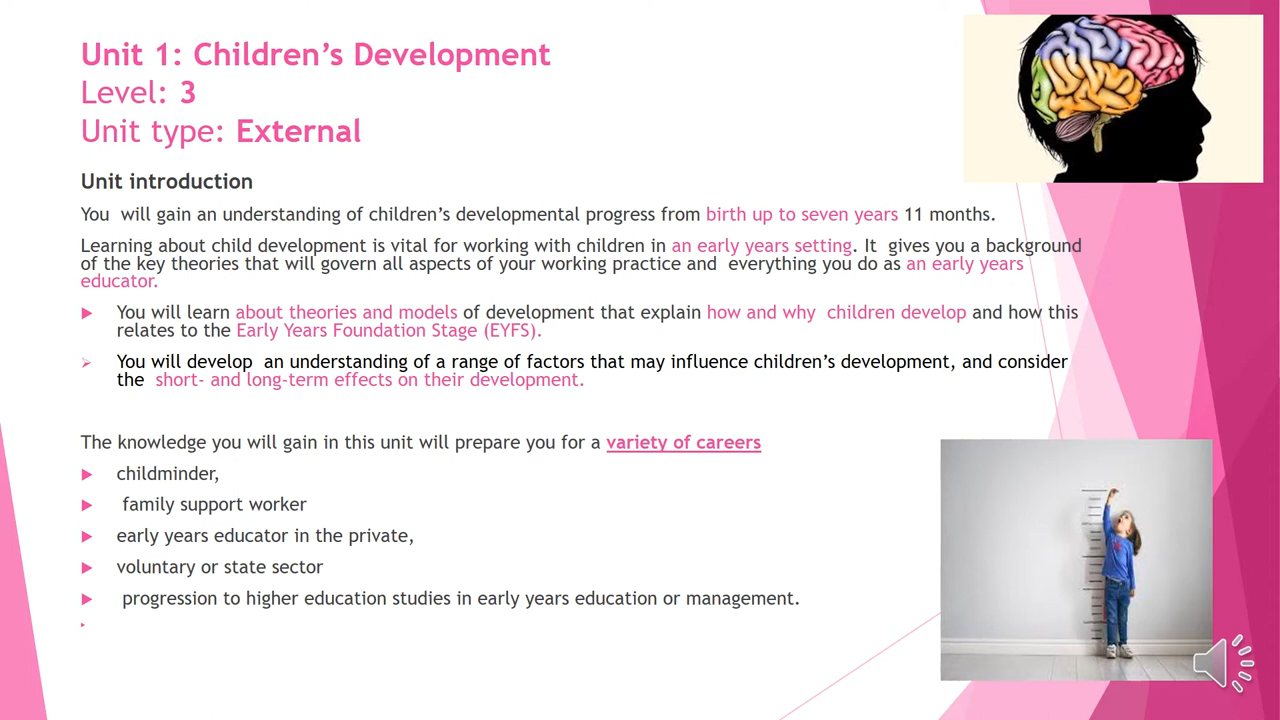 Unit 1: Children’s Development
Level: 3
Unit type: External
Unit introduction
You will gain an understanding of children’s developmental progress from birth up to seven years 11 months.
Learning about child development is vital for working with children in an early years setting. It gives you a background
of the key theories that will govern all aspects of your working practice and everything you do as an early years
educator.
You will learn about theories and models of development that explain how and why children develop and how this
relates to the Early Years Foundation Stage (EYFS).
You will develop an understanding of a range of factors that may influence children’s development, and consider
the short- and long-term effects on their development.
The knowledge you will gain in this unit will prepare you for a variety of careers
childminder,
family support worker
early years educator in the private,
voluntary or state sector
progression to higher education studies in early years education or management.